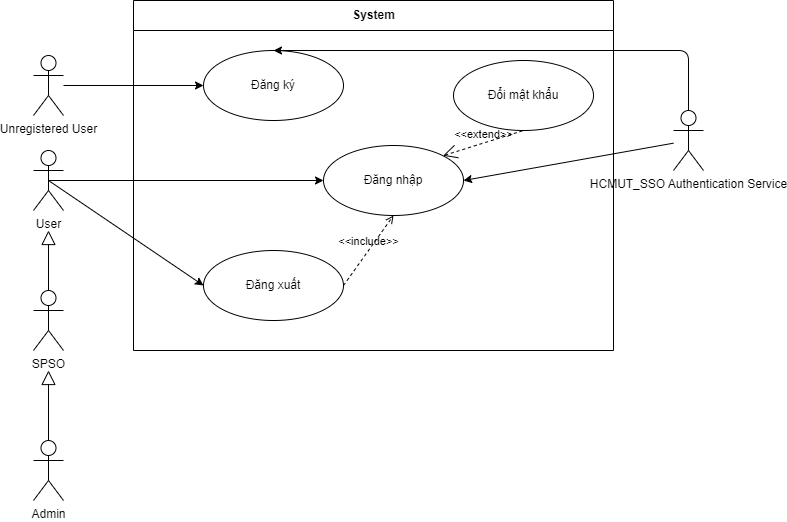 System
Đăng ký
Đổi mật khẩu
Unregistered User
<<extend>>
Đăng nhập
HCMUT_SSO Authentication Service
User
<<include>>
Đăng xuất
SPSO
Admin